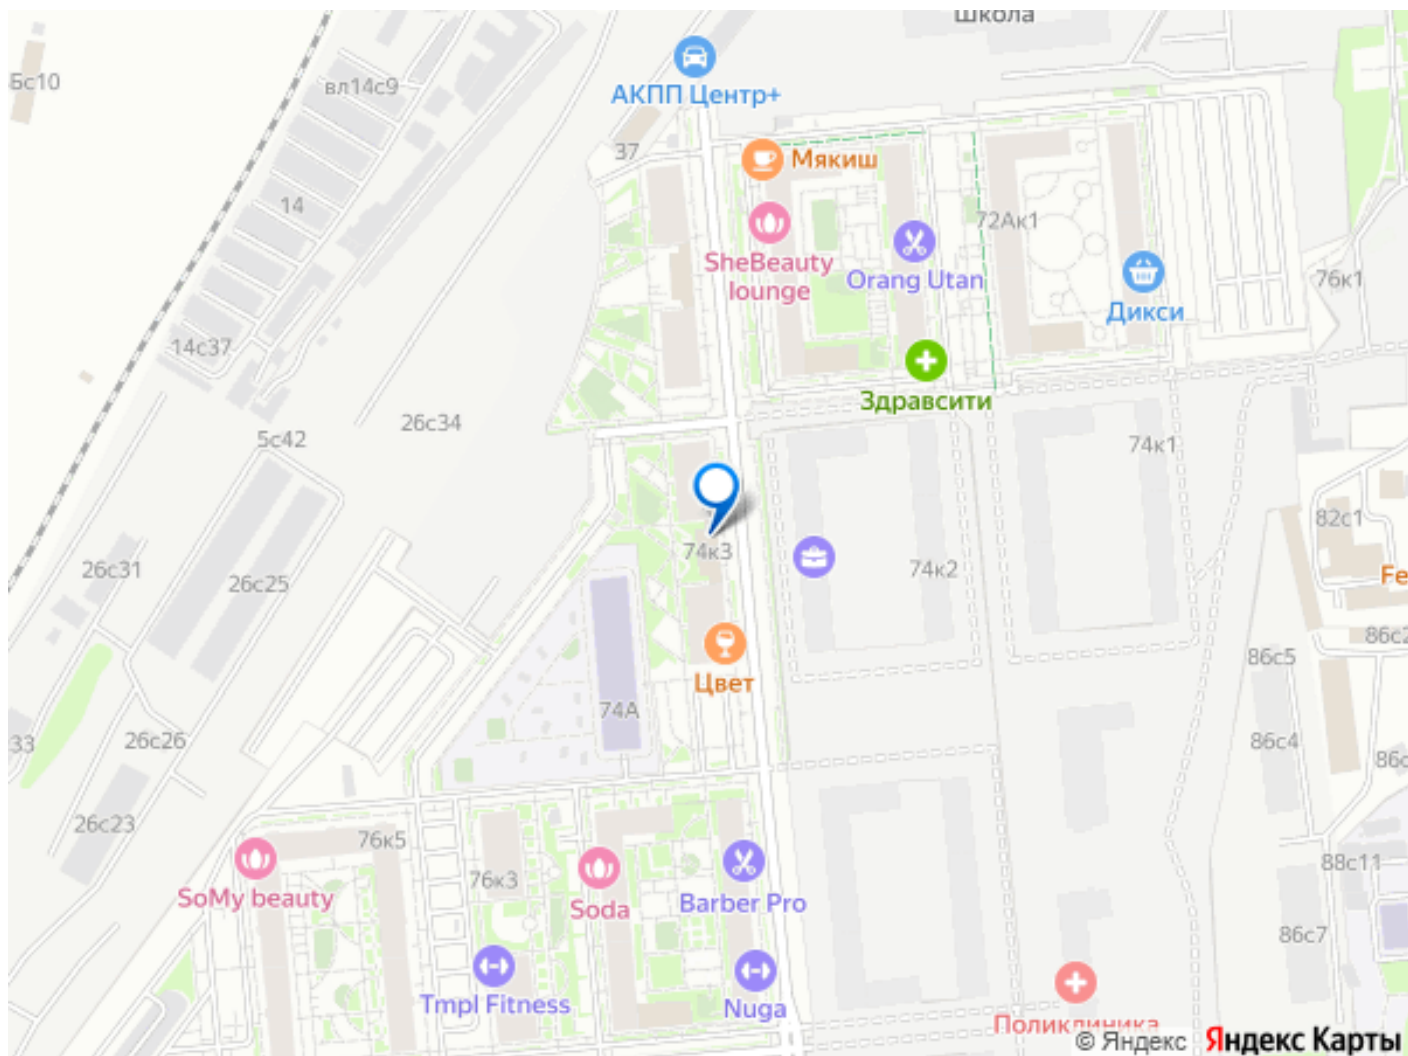 Школа
5с10
вл14с9
АКПП Центр+
37
Мякиш
14
72Ак1
SheBeauty
lounge
Orang Utan
76к1
Дикси
14с37
Здравсити
26с34
5с42
74к1
82с1
74к3
26с31
26с25
74к2
Fe
86с2
86с5
Цвет
74А
33
26с26
86с4
86с
26с23
76к5
88с11
76к3
SoMy beauty
Soda
Barber Pro
86с7
Tmpl Fitness
Nuga
Поликлиника
© Яндекс Яндекс Карты